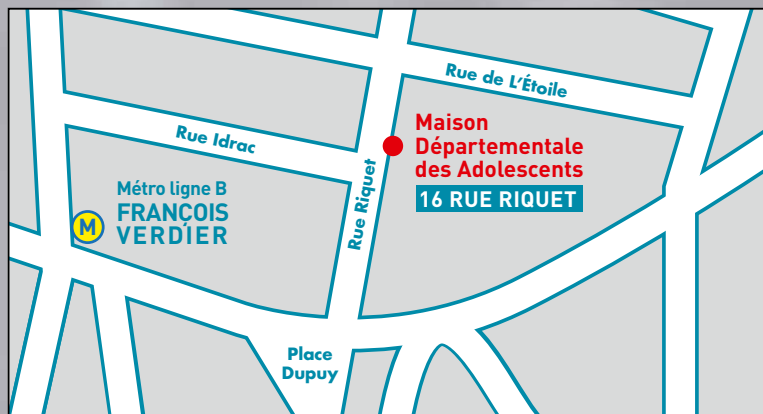 Rue de L'Étoile
Maison
Départementale
des Adolescents
16 RUE RIQUET
Rue Idrac
Rue Riquet
Métro ligne B
FRANÇOIS
VERDIER
M
Place
Dupuy